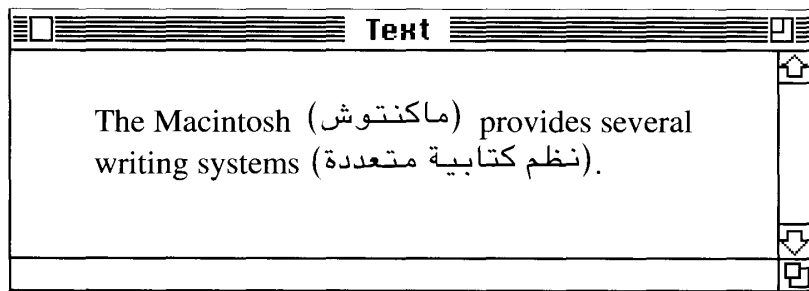 Text
The Macintosh (ماكنتوش) provides several
writing systems (نظم كتابية متعددة).